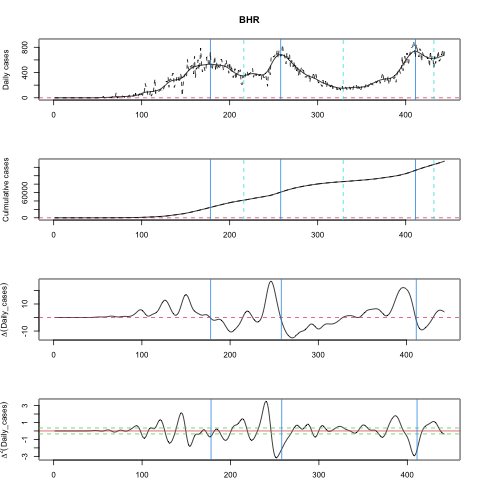 BHR
Daily cases
800
400
0
0 100 200 300 400
Culmulative cases
60000
0
0 100 200 300 400
Δ(Daily_cases)
10
-10
0 100 200 300 400
Δ²(Daily_cases)
3
1
-1
-3
0 100 200 300 400